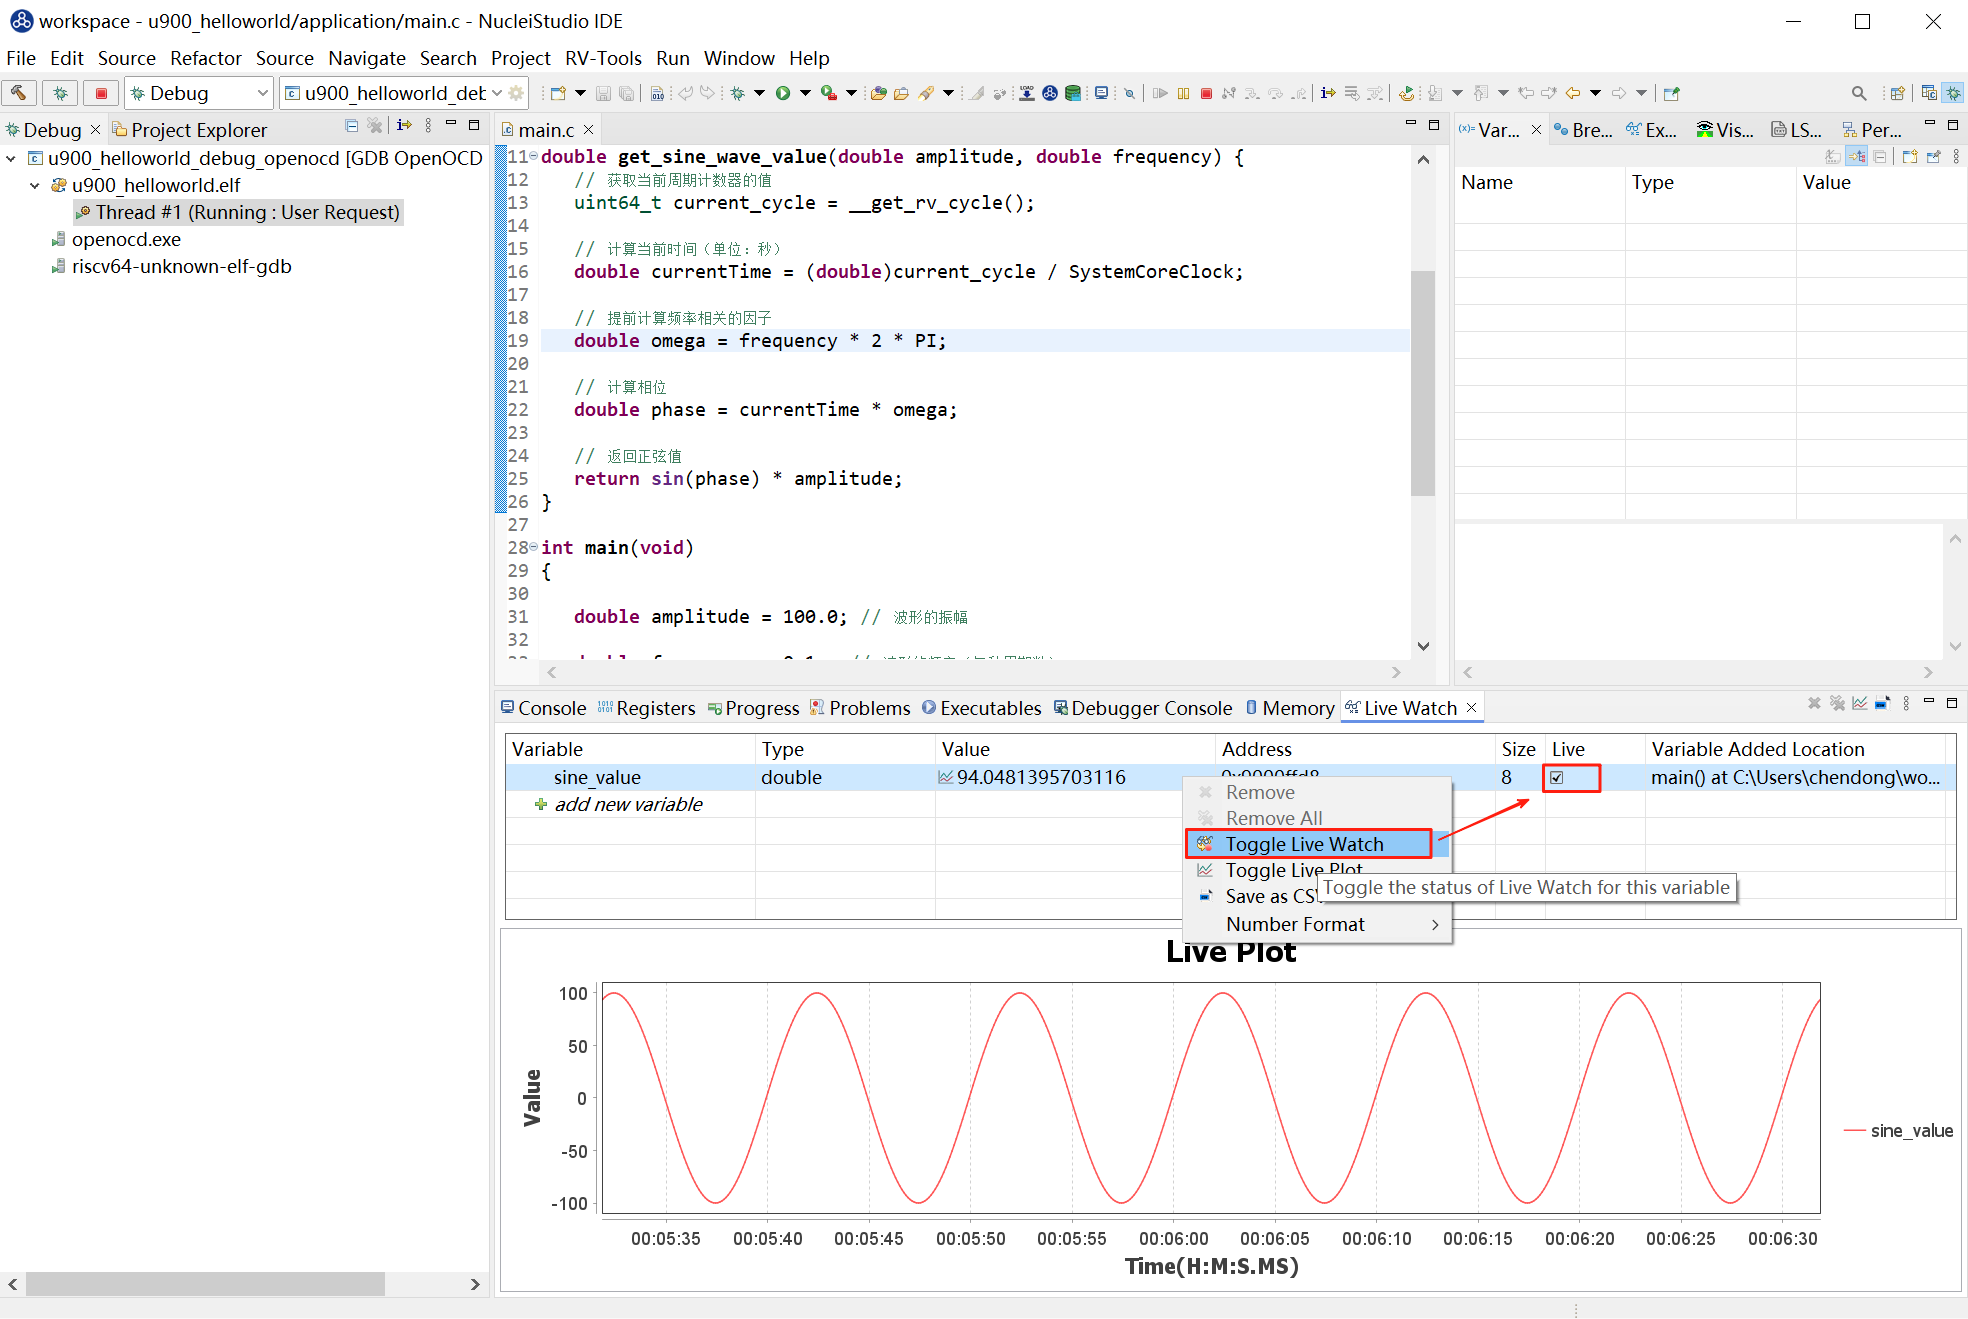 workspace - u900_helloworld/application/main.c - NucleiStudio IDE
File Edit Source Refactor Source Navigate Search Project RV-Tools Run Window Help
Debug
u900_helloworld_deb
Debug
Project Explorer
u900_helloworld_debug_openocd [GDB OpenOCD
u900_helloworld.elf
Thread #1 (Running : User Request)
openocd.exe
riscv64-unknown-elf-gdb
main.c
11 double get_sine_wave_value(double amplitude, double frequency) {
12 // 获取当前周期计数器的值
13 uint64_t current_cycle = __get_rv_cycle();
14
15 // 计算当前时间（单位：秒）
16 double currentTime = (double)current_cycle / SystemCoreClock;
17
18 // 提前计算频率相关的因子
19 double omega = frequency * 2 * PI;
20
21 // 计算相位
22 double phase = currentTime * omega;
23
24 // 返回正弦值
25 return sin(phase) * amplitude;
26 }
27
28 int main(void)
29 {
30
31 double amplitude = 100.0; // 波形的振幅
32
Var... Bre... Ex... Vis... LS... Per...
Name Type Value
Console Registers Progress Problems Executables Debugger Console Memory Live Watch
Variable Type Value Address Size Live Variable Added Location
sine_value double 94.0481395703116 0x9000ffd8 8 main() at C:\Users\chendong\wo...
add new variable
Remove
Remove All
Toggle Live Watch
Toggle Live Plot
Toggle the status of Live Watch for this variable
Save as CSV
Number Format
Live Plot
100
50
0
-50
-100
Value
sine_value
00:05:35 00:05:40 00:05:45 00:05:50 00:05:55 00:06:00 00:06:05 00:06:10 00:06:15 00:06:20 00:06:25 00:06:30
Time(H:M:S.MS)